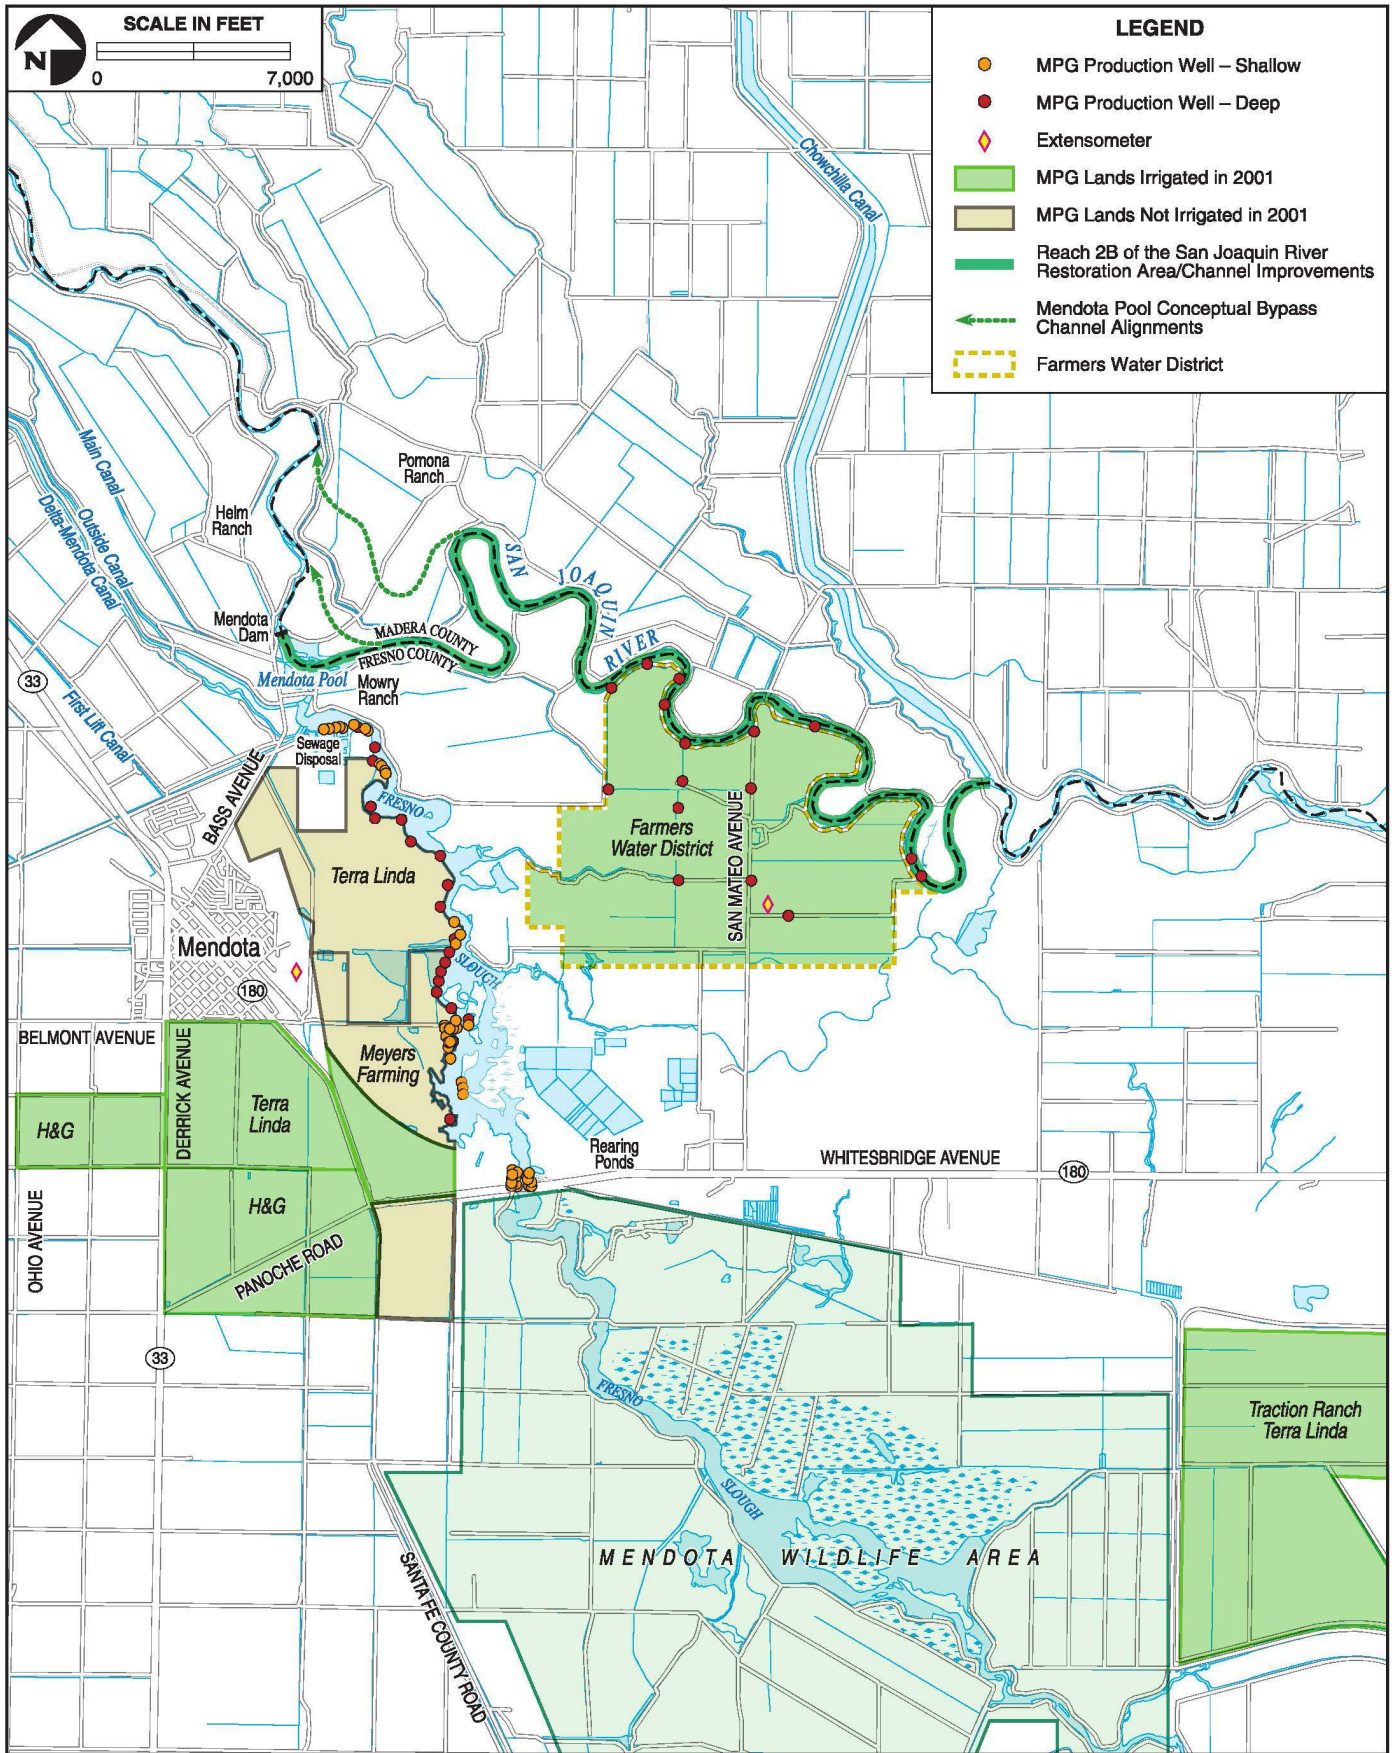 SCALE IN FEET
N
0 7,000
LEGEND
MPG Production Well – Shallow
MPG Production Well – Deep
Extensometer
MPG Lands Irrigated in 2001
MPG Lands Not Irrigated in 2001
Reach 2B of the San Joaquin River
Restoration Area/Channel Improvements
Mendota Pool Conceptual Bypass
Channel Alignments
Farmers Water District
Chowchilla Canal
Main Canal
Outside Canal
Delta-Mendota Canal
First Lift Canal
Pomona
Ranch
Helm
Ranch
SAN
JOAQUIN
RIVER
Mendota
Dam
MADERA COUNTY
FRESNO COUNTY
Mendota Pool
Mowry
Ranch
33
Sewage
Disposal
BASS AVENUE
FRESNO
Terra Linda
Farmers
Water District
SAN MATEO AVENUE
Mendota
180
SLOUGH
BELMONT AVENUE
DERRICK AVENUE
Meyers
Farming
Terra
Linda
H&G
Rearing
Ponds
WHITESBRIDGE AVENUE
180
OHIO AVENUE
H&G
PANOCHE ROAD
33
FRESNO
SLOUGH
Traction Ranch
Terra Linda
MENDOTA WILDLIFE AREA
SANTA FE COUNTY ROAD